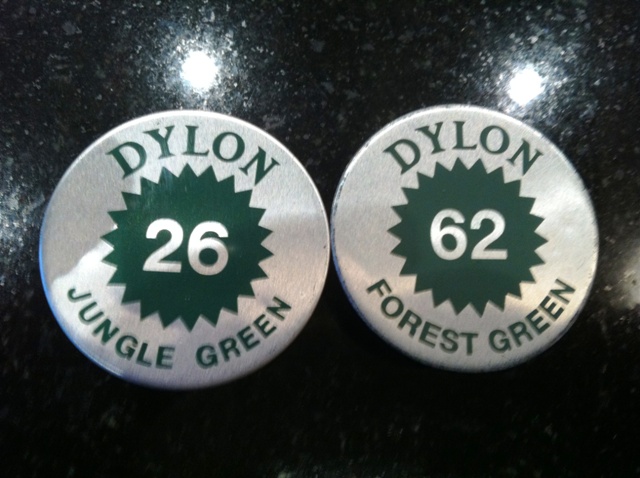 DYLON
26
JUNGLE GREEN
DYLON
62
FOREST GREEN